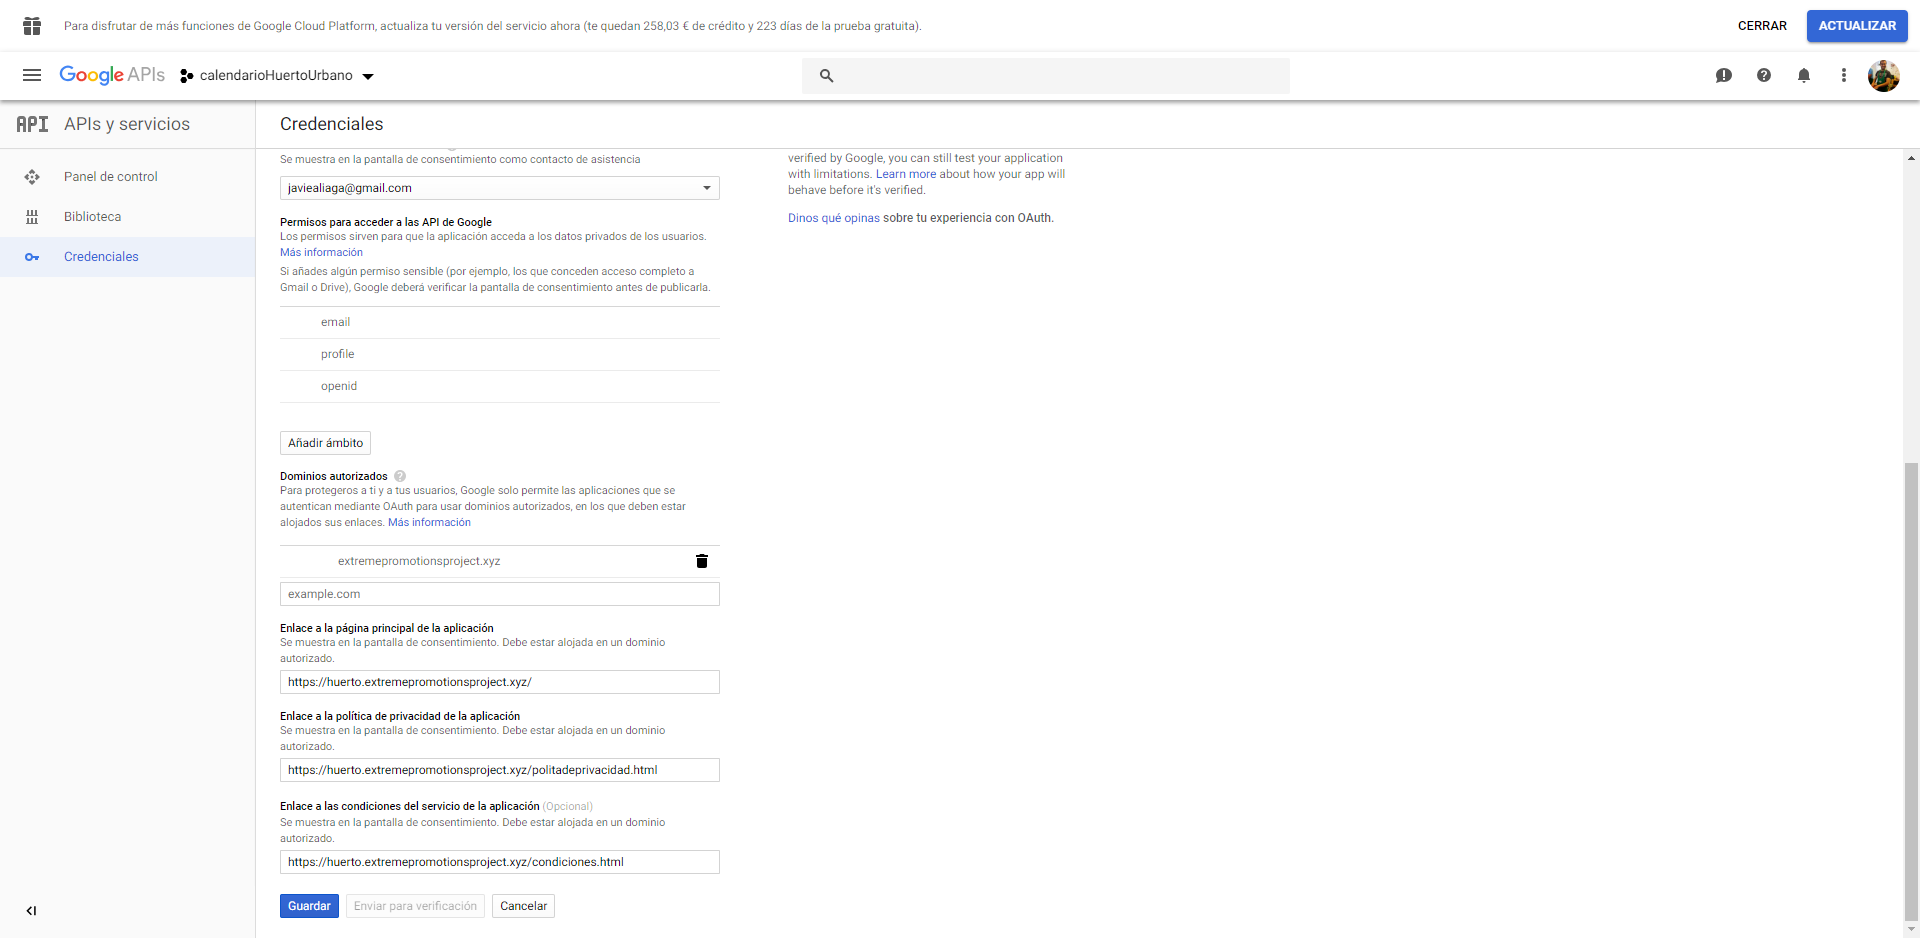 Para disfrutar de más funciones de Google Cloud Platform, actualiza tu versión del servicio ahora (te quedan 258,03 € de crédito y 223 días de la prueba gratuita).
CERRAR
ACTUALIZAR
Google APIs
calendarioHuertoUrbano
API
APIs y servicios
Credenciales
Panel de control
Biblioteca
Credenciales
Se muestra en la pantalla de consentimiento como contacto de asistencia
javiealiaga@gmail.com
Permisos para acceder a las API de Google
Los permisos sirven para que la aplicación acceda a los datos privados de los usuarios.
Más información
Si añades algún permiso sensible (por ejemplo, los que conceden acceso completo a
Gmail o Drive), Google deberá verificar la pantalla de consentimiento antes de publicarla.
email
profile
openid
Añadir ámbito
Dominios autorizados ?
Para protegeros a ti y a tus usuarios, Google solo permite las aplicaciones que se
autentican mediante OAuth para usar dominios autorizados, en los que deben estar
alojados sus enlaces. Más información
extremepromotionsproject.xyz
example.com
Enlace a la página principal de la aplicación
Se muestra en la pantalla de consentimiento. Debe estar alojada en un dominio
autorizado.
https://huerto.extremepromotionsproject.xyz/
Enlace a la política de privacidad de la aplicación
Se muestra en la pantalla de consentimiento. Debe estar alojada en un dominio
autorizado.
https://huerto.extremepromotionsproject.xyz/politadeprivacidad.html
Enlace a las condiciones del servicio de la aplicación (Opcional)
Se muestra en la pantalla de consentimiento. Debe estar alojada en un dominio
autorizado.
https://huerto.extremepromotionsproject.xyz/condiciones.html
Guardar
Enviar para verificación
Cancelar
verified by Google, you can still test your application
with limitations. Learn more about how your app will
behave before it's verified.
Dinos qué opinas sobre tu experiencia con OAuth.